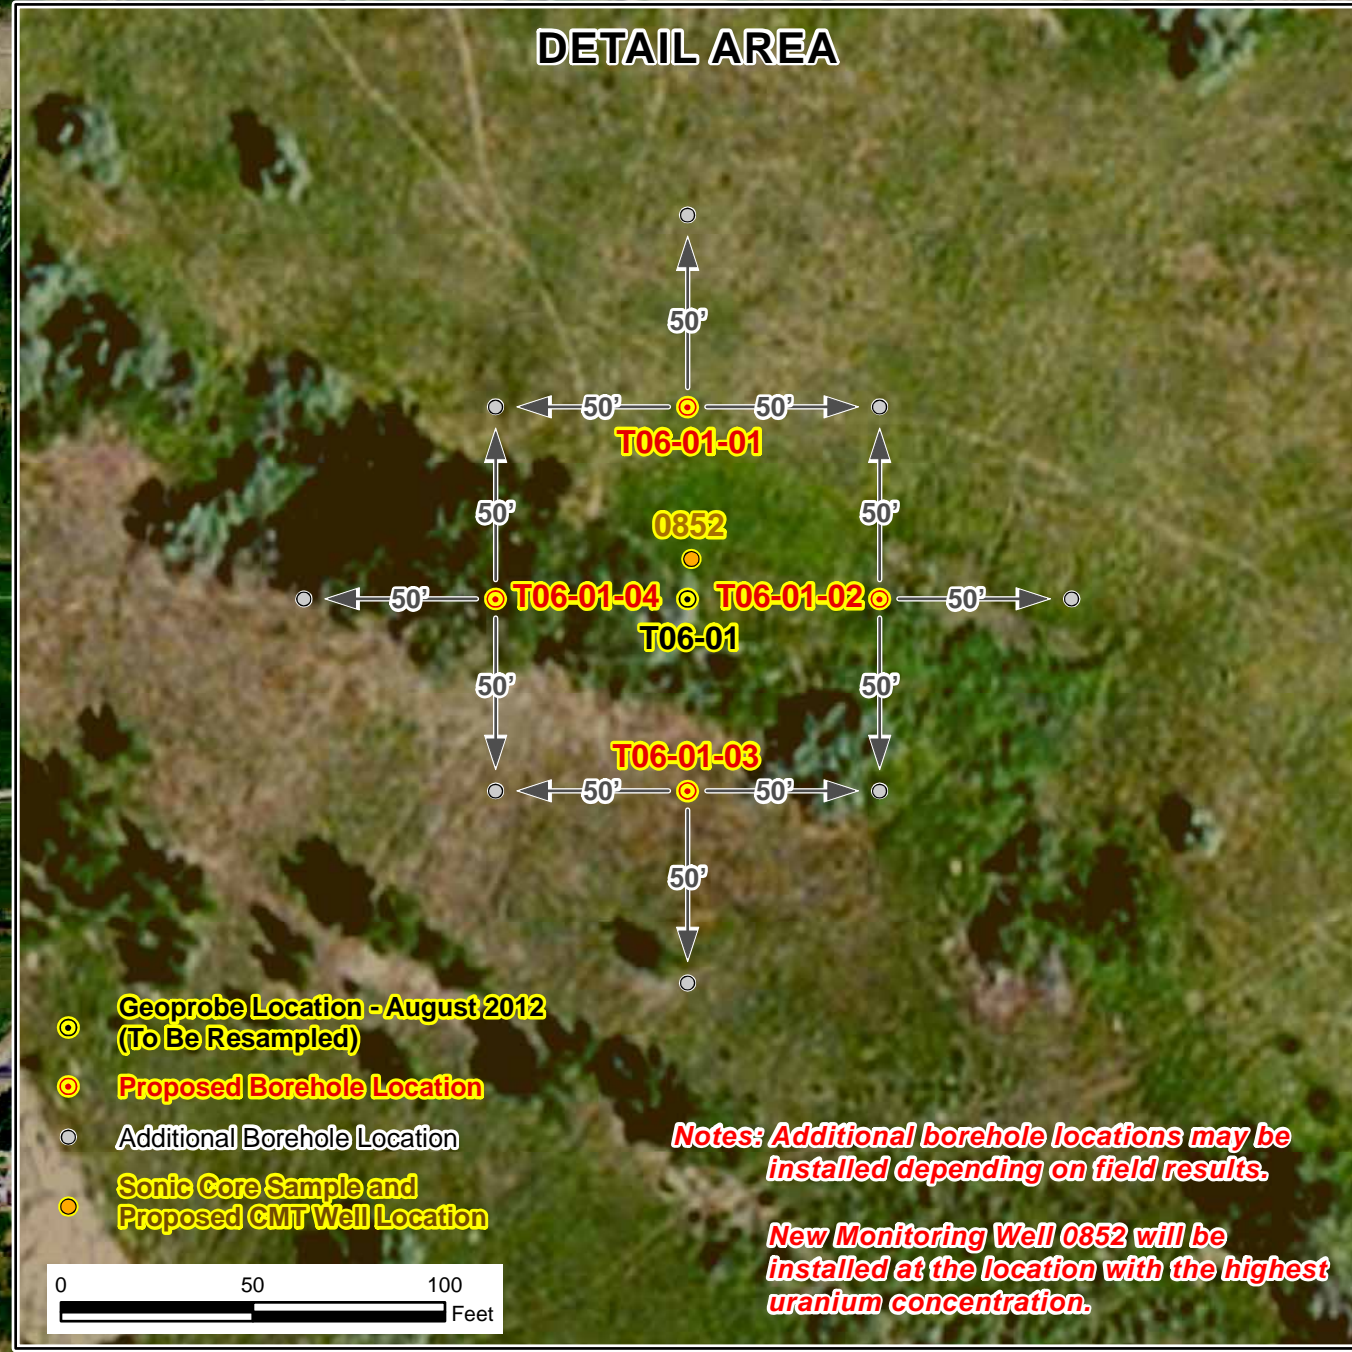 DETAIL AREA
50'
50' 50'
T06-01-01
50' 0852 50'
50' T06-01-04 T06-01-02 50'
T06-01
50' 50'
T06-01-03
50' 50'
50'
Geoprobe Location - August 2012
(To Be Resampled)
Proposed Borehole Location
Additional Borehole Location
Sonic Core Sample and
Proposed CMT Well Location
0 50 100
Feet
Notes: Additional borehole locations may be
installed depending on field results.
New Monitoring Well 0852 will be
installed at the location with the highest
uranium concentration.